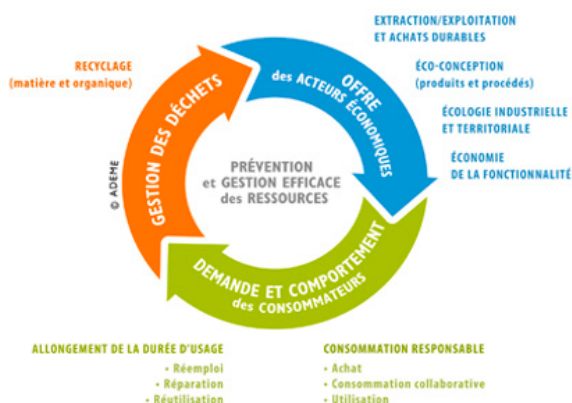 EXTRACTION/EXPLOITATION
ET ACHATS DURABLES
RECYCLAGE
(matière et organique)
ÉCO-CONCEPTION
(produits et procédés)
ÉCOLOGIE INDUSTRIELLE
ET TERRITORIALE
ÉCONOMIE
DE LA FONCTIONNALITÉ
OFFRE
des ACTEURS ÉCONOMIQUES
GESTION DES DÉCHETS
PRÉVENTION
et GESTION EFFICACE
des RESSOURCES
© ADEME
DEMANDE ET COMPORTEMENT
des CONSOMMATEURS
ALLONGEMENT DE LA DURÉE D'USAGE
• Réemploi
• Réparation
• Réutilisation
CONSOMMATION RESPONSABLE
• Achat
• Consommation collaborative
• Utilisation